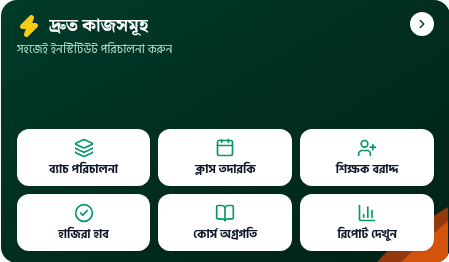 দ্রুত কাজসমূহ
সহজেই ইনস্টিটিউট পরিচালনা করুন
ব্যাচ পরিচালনা
ক্লাস তদারকি
শিক্ষক বরাদ্দ
হাজিরা হাব
কোর্স অগ্রগতি
রিপোর্ট দেখুন